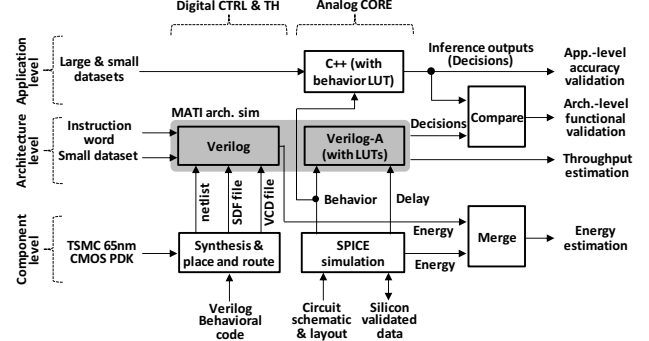 Digital CTRL & TH
Analog CORE
Application
level
Large & small
datasets
C++ (with
behavior LUT)
Inference outputs
(Decisions)
App.-level
accuracy
validation
MATI arch. sim
Architecture
level
Instruction
word
Small dataset
Verilog
Verilog-A
(with LUTs)
Decisions
Compare
Arch.-level
functional
validation
Throughput
estimation
netlist
SDF file
VCD file
Behavior
Delay
Component
level
TSMC 65nm
CMOS PDK
Synthesis &
place and route
SPICE
simulation
Energy
Energy
Merge
Energy
estimation
Verilog
Behavioral
code
Circuit
schematic
& layout
Silicon
validated
data